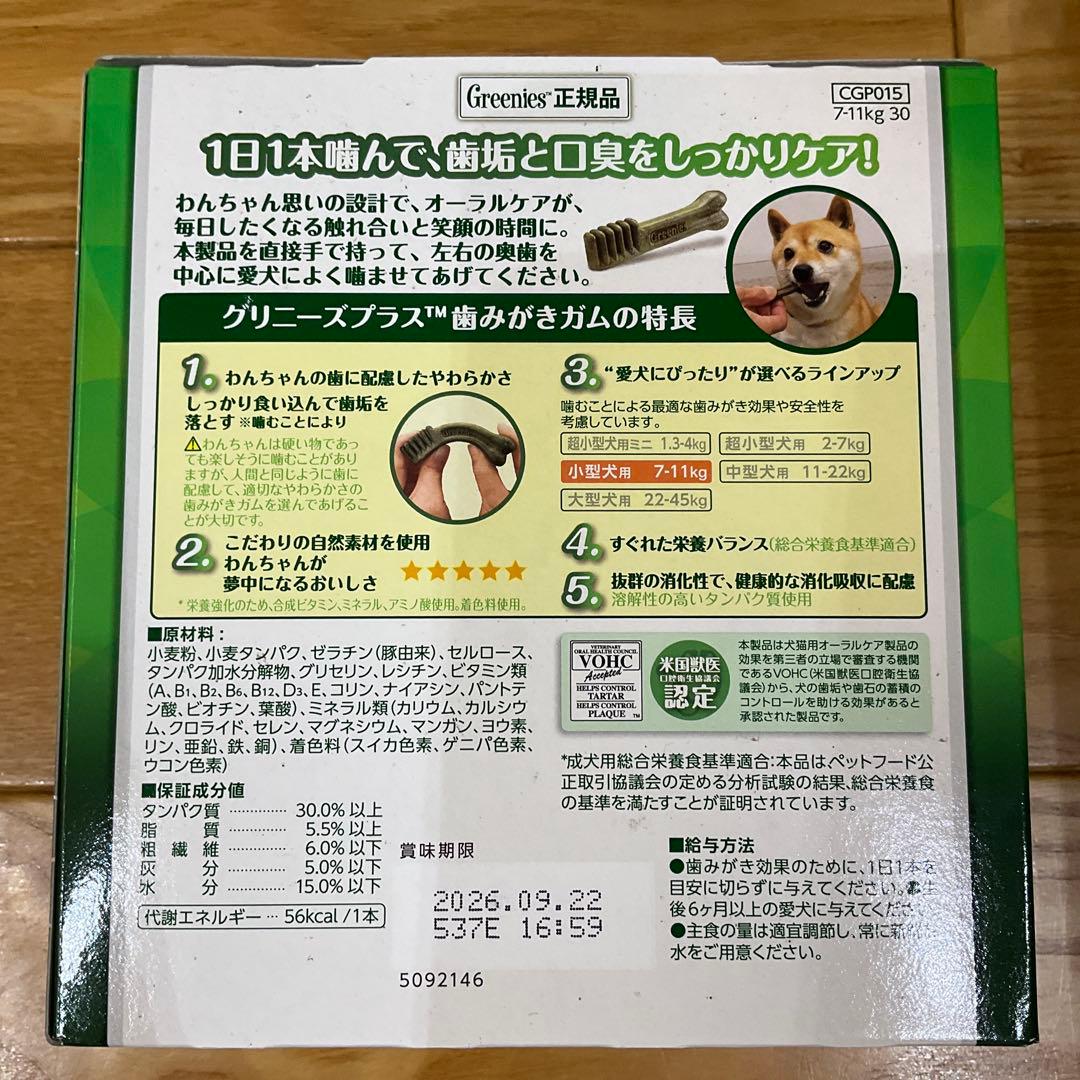 Greenies™正規品
CGP015
7-11kg 30
1日1本噛んで、歯垢と口臭をしっかりケア!
わんちゃん思いの設計で、オーラルケアが、
毎日したくなる触れ合いと笑顔の時間に。
本製品を直接手で持って、左右の奥歯を
中心に愛犬によく噛ませてあげてください。
Greenies
グリニーズプラス™歯みがきガムの特長
1. わんちゃんの歯に配慮したやわらかさ
しっかり食い込んで歯垢を
落とす ※噛むことにより
⚠わんちゃんは硬い物であっ
ても楽しそうに噛むことがあり
ますが、人間と同じように歯に
配慮して、適切なやわらかさの
歯みがきガムを選んであげるこ
とが大切です。
2. こだわりの自然素材を使用
わんちゃんが
夢中になるおいしさ
★★★★★
*栄養強化のため、合成ビタミン、ミネラル、アミノ酸使用。着色料使用。
3. “愛犬にぴったり”が選べるラインアップ
噛むことによる最適な歯みがき効果や安全性を
考慮しています。
超小型犬用ミニ 1.3-4kg
超小型犬用 2-7kg
小型犬用 7-11kg
中型犬用 11-22kg
大型犬用 22-45kg
4. すぐれた栄養バランス(総合栄養食基準適合)
5. 抜群の消化性で、健康的な消化吸収に配慮
溶解性の高いタンパク質使用
■原材料:
小麦粉、小麦タンパク、ゼラチン(豚由来)、セルロース、
タンパク加水分解物、グリセリン、レシチン、ビタミン類
(A、B1、B2、B6、B12、D3、E、コリン、ナイアシン、パントテ
ン酸、ビオチン、葉酸)、ミネラル類(カリウム、カルシウ
ム、クロライド、セレン、マグネシウム、マンガン、ヨウ素、
リン、亜鉛、鉄、銅)、着色料(スイカ色素、ゲニパ色素、
ウコン色素)
VETERINARY
ORAL HEALTH COUNCIL
VOHC
Accepted
HELPS CONTROL
TARTAR
HELPS CONTROL
PLAQUE ™
米国獣医
口腔衛生協議会
認定
本製品は犬猫用オーラルケア製品の
効果を第三者の立場で審査する機関
であるVOHC(米国獣医口腔衛生協
議会)から、犬の歯垢や歯石の蓄積の
コントロールを助ける効果があると
承認された製品です。
*成犬用総合栄養食基準適合:本品はペットフード公
正取引協議会の定める分析試験の結果、総合栄養食
の基準を満たすことが証明されています。
■保証成分値
タンパク質 ………… 30.0%以上
脂質 ………… 5.5%以上
粗繊維 ………… 6.0%以下
灰分 ………… 5.0%以下
水分 ………… 15.0%以下
代謝エネルギー … 56kcal/1本
賞味期限
2026.09.22
537E 16:59
5092146
■給与方法
●歯みがき効果のために、1日1本を
目安に切らずに与えてください。
後6ヶ月以上の愛犬に与えてくださ
●主食の量は適宜調節し、常に新鮮な
水をご用意ください。